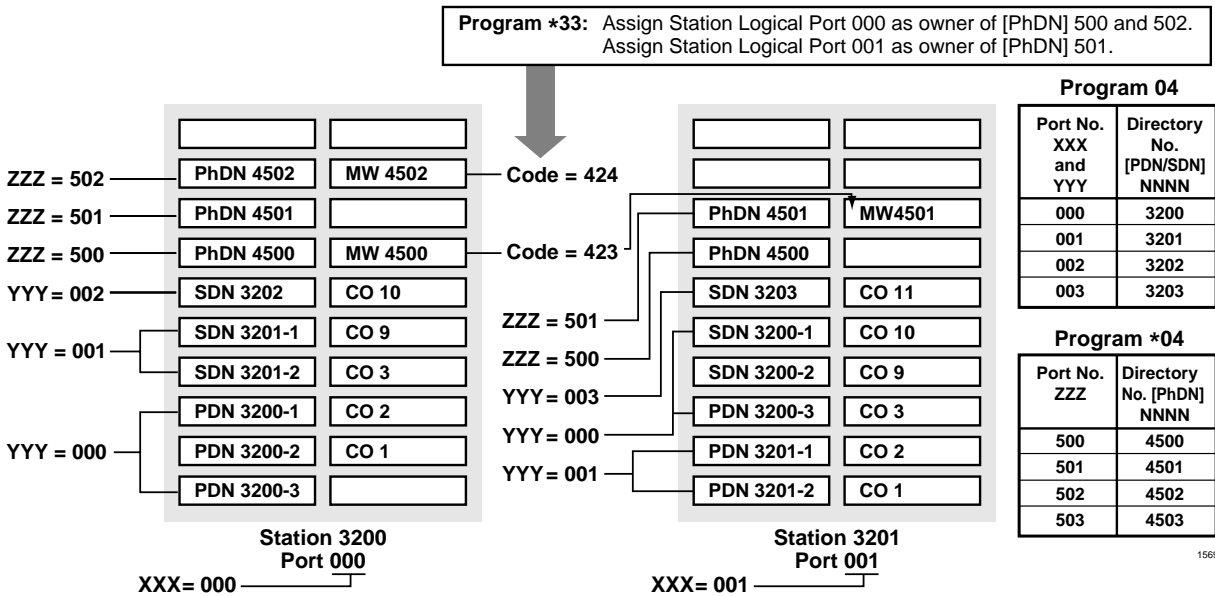 Program *33: Assign Station Logical Port 000 as owner of [PhDN] 500 and 502.
Assign Station Logical Port 001 as owner of [PhDN] 501.
ZZZ = 502
ZZZ = 501
ZZZ = 500
YYY = 002
YYY = 001
YYY = 000
PhDN 4502 MW 4502
PhDN 4501
PhDN 4500 MW 4500
SDN 3202 CO 10
SDN 3201-1 CO 9
SDN 3201-2 CO 3
PDN 3200-1 CO 2
PDN 3200-2 CO 1
PDN 3200-3
Station 3200
Port 000
XXX= 000
Code = 424
Code = 423
ZZZ = 501
ZZZ = 500
YYY = 003
YYY = 000
YYY = 001
PhDN 4501 MW4501
PhDN 4500
SDN 3203 CO 11
SDN 3200-1 CO 10
SDN 3200-2 CO 9
PDN 3200-3 CO 3
PDN 3201-1 CO 2
PDN 3201-2 CO 1
Station 3201
Port 001
XXX= 001
Program 04
Port No. XXX and YYY Directory No. [PDN/SDN] NNNN
000 3200
001 3201
002 3202
003 3203
Program *04
Port No. ZZZ Directory No. [PhDN] NNNN
500 4500
501 4501
502 4502
503 4503
1569